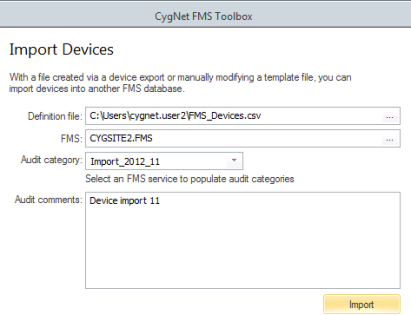 CygNet FMS Toolbox
Import Devices
With a file created via a device export or manually modifying a template file, you can
import devices into another FMS database.
Definition file: C:\Users\cygnet.user2\FMS_Devices.csv ...
FMS: CYGSITE2.FMS ...
Audit category: Import_2012_11
Select an FMS service to populate audit categories
Audit comments: Device import 11
Import